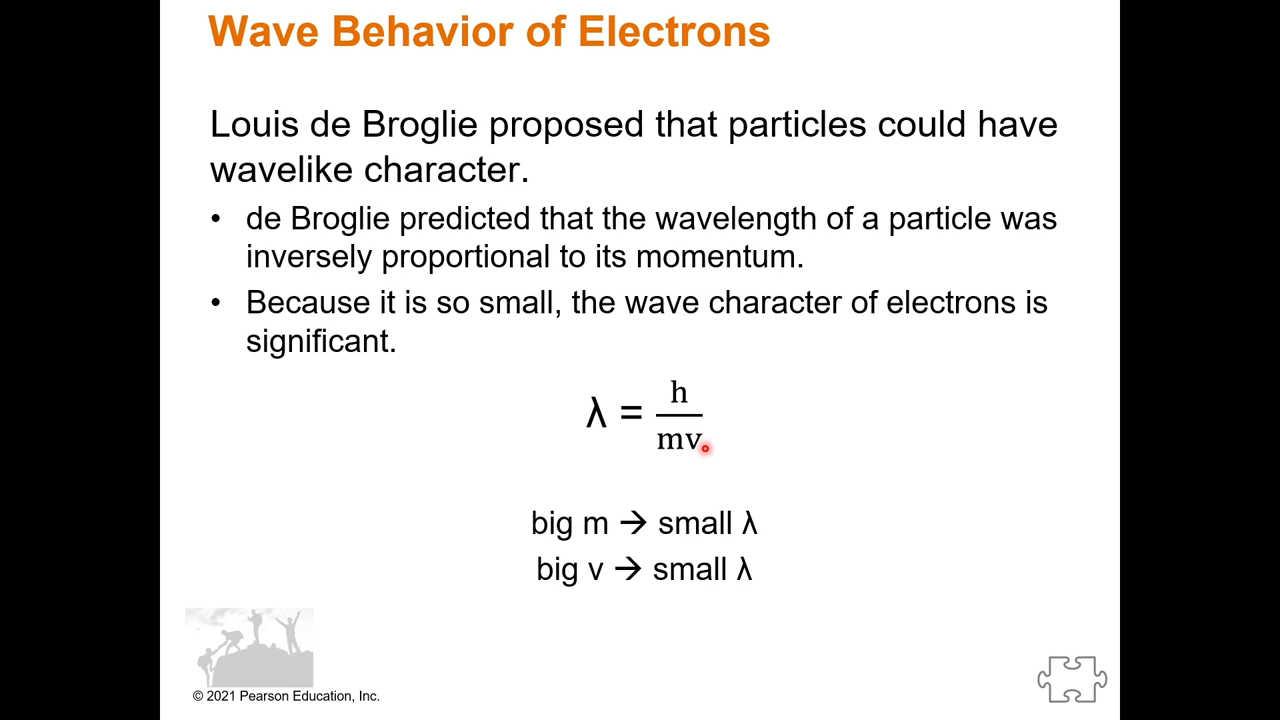 Wave Behavior of Electrons
Louis de Broglie proposed that particles could have
wavelike character.
• de Broglie predicted that the wavelength of a particle was
inversely proportional to its momentum.
• Because it is so small, the wave character of electrons is
significant.
λ = h/mv
big m → small λ
big v → small λ
© 2021 Pearson Education, Inc.